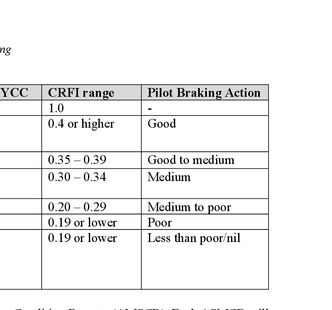 ng
YCC CRFI range Pilot Braking Action
1.0 -
0.4 or higher Good
0.35 – 0.39 Good to medium
0.30 – 0.34 Medium
0.20 – 0.29 Medium to poor
0.19 or lower Poor
0.19 or lower Less than poor/nil